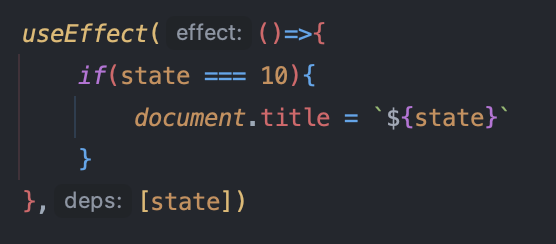 useEffect( effect: ()=>{
if(state === 10){
document.title = `${state}`
}
}, deps: [state])